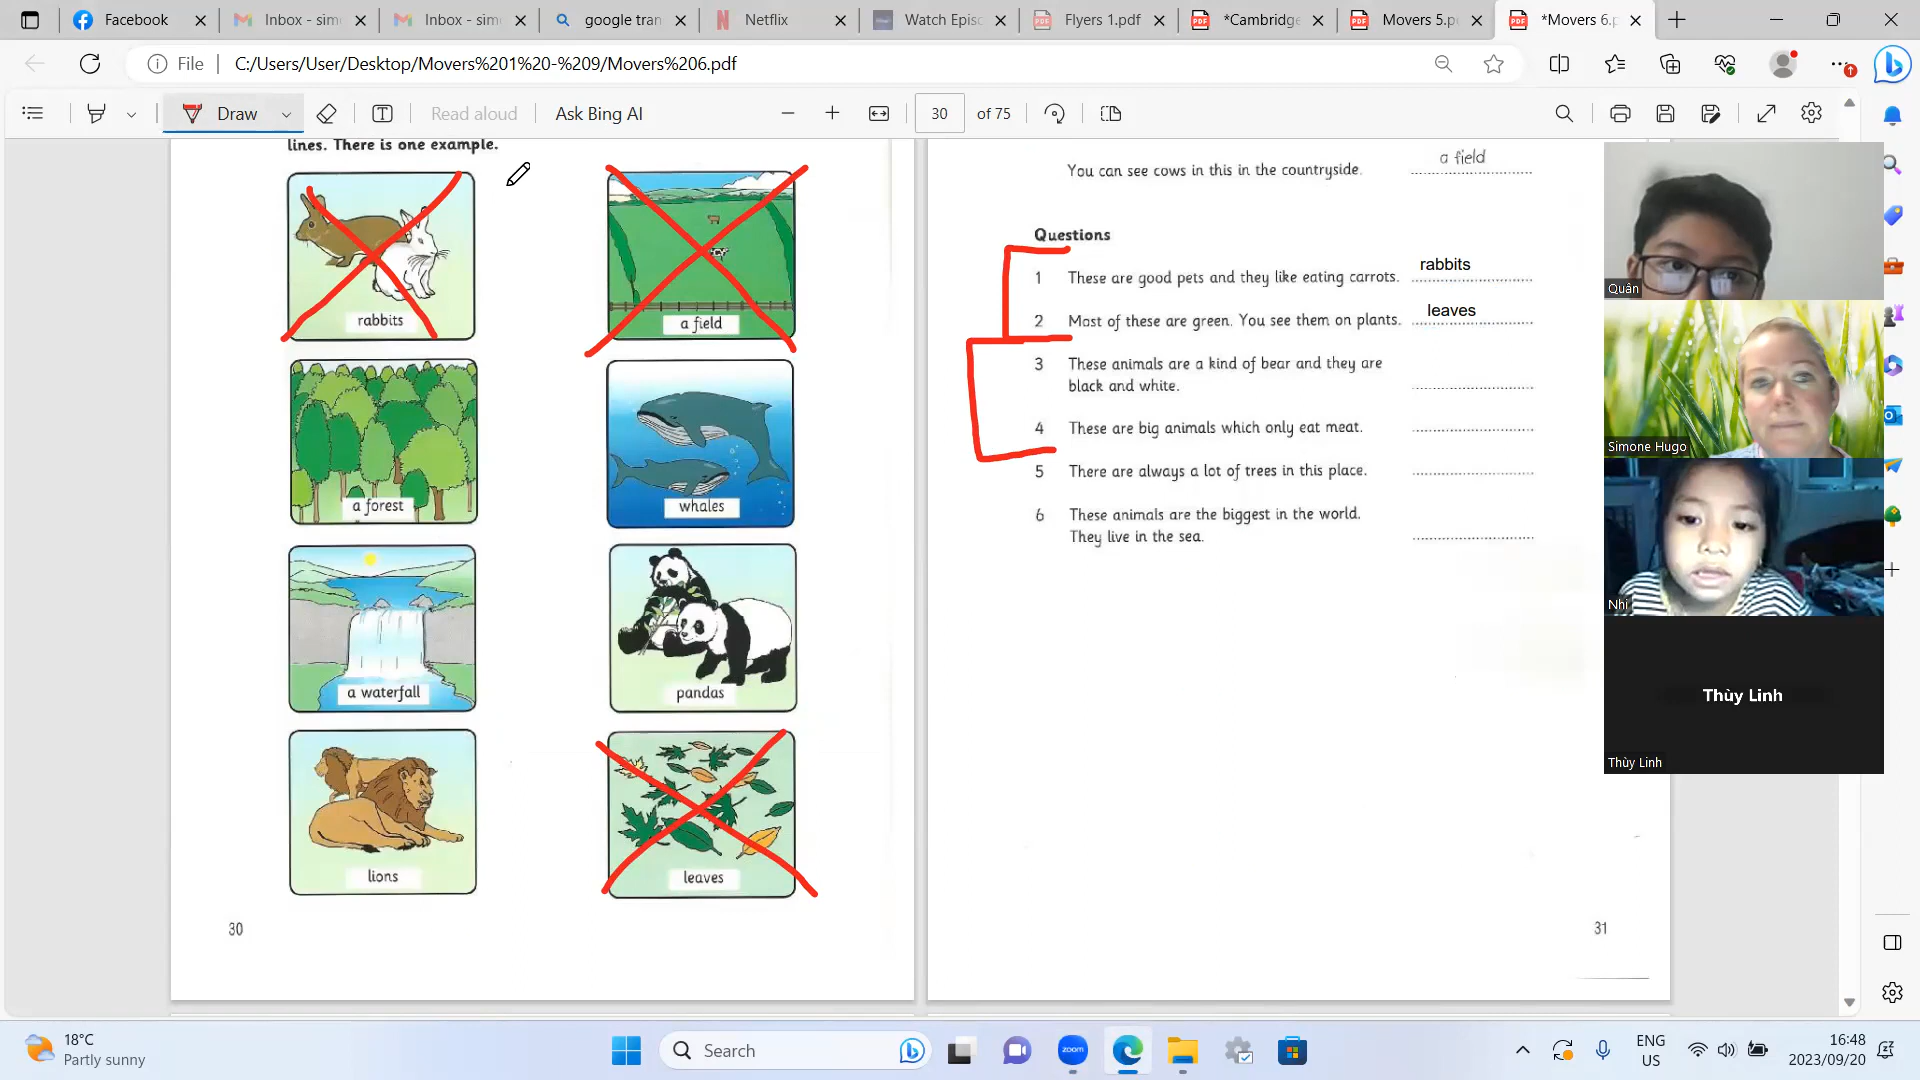 Facebook
Inbox - sim
Inbox - sim
google tran
Netflix
Watch Epis
Flyers 1.pdf
*Cambridge
Movers 5.p
*Movers 6.p
File
C:/Users/User/Desktop/Movers%201%20-%209/Movers%206.pdf
Draw
Read aloud
Ask Bing AI
30
of 75
lines. There is one example.
rabbits
a field
a forest
whales
a waterfall
pandas
lions
leaves
30
You can see cows in this in the countryside.
a field
Questions
1 These are good pets and they like eating carrots.
rabbits
2 Most of these are green. You see them on plants.
leaves
3 These animals are a kind of bear and they are
black and white.
4 These are big animals which only eat meat.
5 There are always a lot of trees in this place.
6 These animals are the biggest in the world.
They live in the sea.
31
Quân
Simone Hugo
Nhi
Thùy Linh
Thùy Linh
18°C
Partly sunny
Search
zoom
ENG
US
16:48
2023/09/20